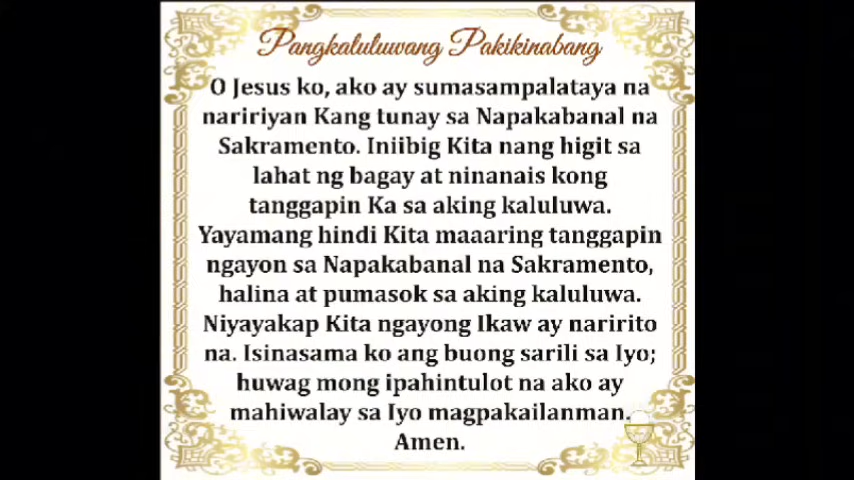 Pangkaluluwang Pakikinabang
O Jesus ko, ako ay sumasampalataya na
naririyan Kang tunay sa Napakabanal na
Sakramento. Iniibig Kita nang higit sa
lahat ng bagay at ninanais kong
tanggapin Ka sa aking kaluluwa.
Yayamang hindi Kita maaaring tanggapin
ngayon sa Napakabanal na Sakramento,
halina at pumasok sa aking kaluluwa.
Niyayakap Kita ngayong Ikaw ay naririto
na. Isinasama ko ang buong sarili sa Iyo;
huwag mong ipahintulot na ako ay
mahiwalay sa Iyo magpakailanman.
Amen.